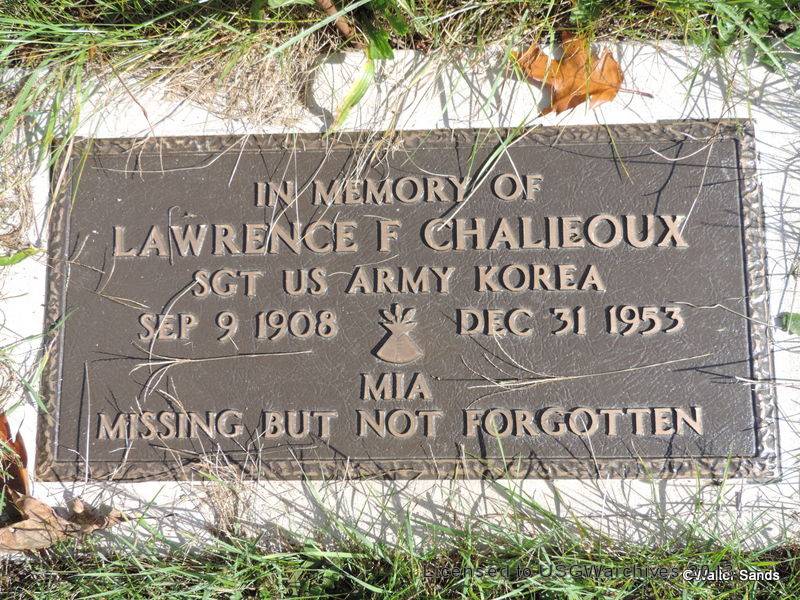 IN MEMORY OF
LAWRENCE F CHALIEOUX
SGT US ARMY KOREA
SEP 9 1908 DEC 31 1953
MIA
MISSING BUT NOT FORGOTTEN
Licensed to USGWarchives
©Walter Sands